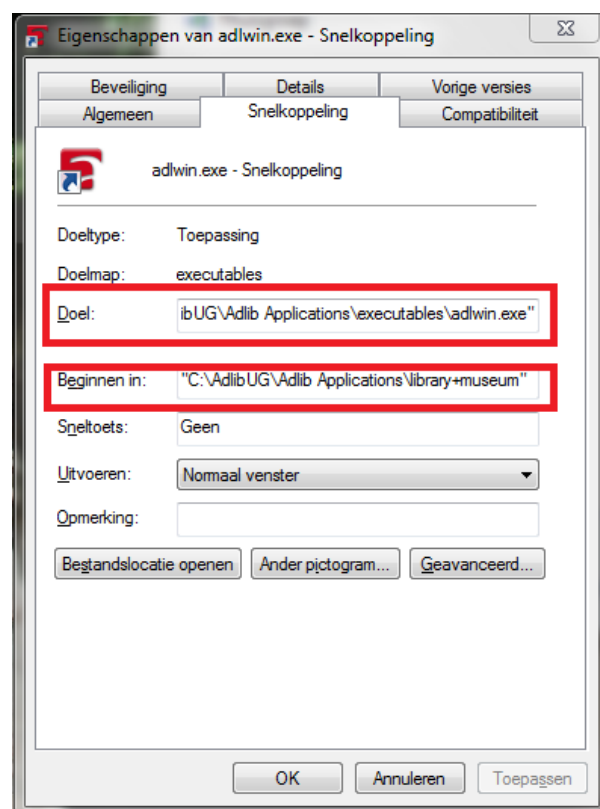 Eigenschappen van adlwin.exe - Snelkoppeling
Beveiliging Details Vorige versies
Algemeen Snelkoppeling Compatibiliteit
adlwin.exe - Snelkoppeling
Doeltype: Toepassing
Doelmap: executables
Doel: ibUG\Adlib Applications\executables\adlwin.exe"
Beginnen in: "C:\AdlibUG\Adlib Applications\library+museum"
Sneltoets: Geen
Uitvoeren: Normaal venster
Opmerking:
Bestandslocatie openen Ander pictogram... Geavanceerd...
OK Annuleren Toepassen